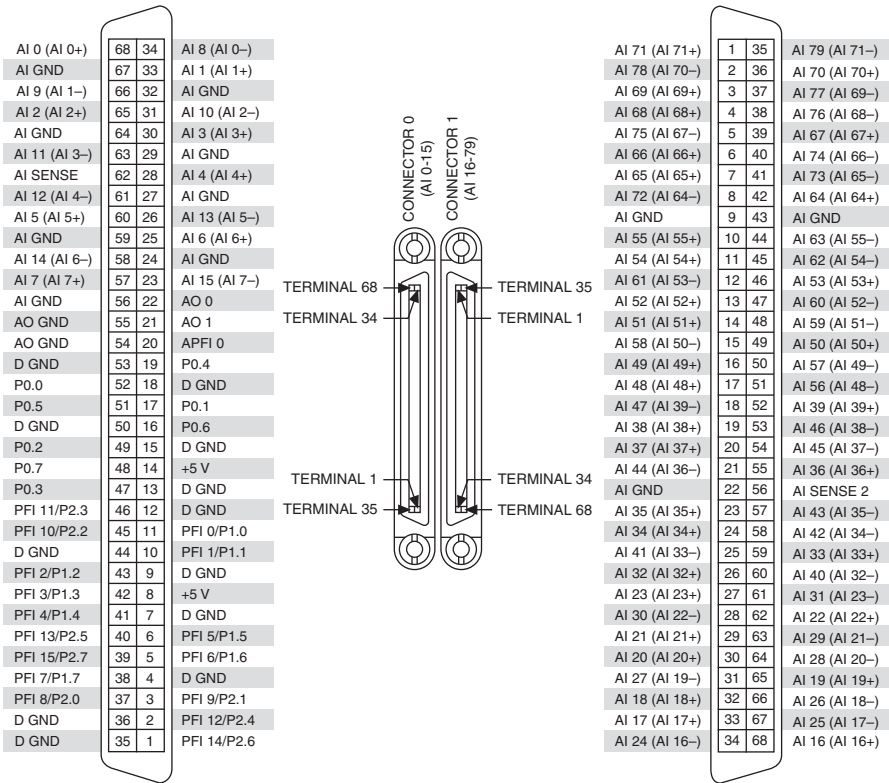 AI 0 (AI 0+) 68 34 AI 8 (AI 0–)
AI GND 67 33 AI 1 (AI 1+)
AI 9 (AI 1–) 66 32 AI GND
AI 2 (AI 2+) 65 31 AI 10 (AI 2–)
AI GND 64 30 AI 3 (AI 3+)
AI 11 (AI 3–) 63 29 AI GND
AI SENSE 62 28 AI 4 (AI 4+)
AI 12 (AI 4–) 61 27 AI GND
AI 5 (AI 5+) 60 26 AI 13 (AI 5–)
AI GND 59 25 AI 6 (AI 6+)
AI 14 (AI 6–) 58 24 AI GND
AI 7 (AI 7+) 57 23 AI 15 (AI 7–)
AI GND 56 22 AO 0
AO GND 55 21 AO 1
AO GND 54 20 APFI 0
D GND 53 19 P0.4
P0.0 52 18 D GND
P0.5 51 17 P0.1
D GND 50 16 P0.6
P0.2 49 15 D GND
P0.7 48 14 +5 V
P0.3 47 13 D GND
PFI 11/P2.3 46 12 D GND
PFI 10/P2.2 45 11 PFI 0/P1.0
D GND 44 10 PFI 1/P1.1
PFI 2/P1.2 43 9 D GND
PFI 3/P1.3 42 8 +5 V
PFI 4/P1.4 41 7 D GND
PFI 13/P2.5 40 6 PFI 5/P1.5
PFI 15/P2.7 39 5 PFI 6/P1.6
PFI 7/P1.7 38 4 D GND
PFI 8/P2.0 37 3 PFI 9/P2.1
D GND 36 2 PFI 12/P2.4
D GND 35 1 PFI 14/P2.6
CONNECTOR 0
(AI 0-15)
CONNECTOR 1
(AI 16-79)
TERMINAL 68
TERMINAL 34
TERMINAL 35
TERMINAL 1
TERMINAL 1
TERMINAL 35
TERMINAL 34
TERMINAL 68
AI 71 (AI 71+) 1 35 AI 79 (AI 71–)
AI 78 (AI 70–) 2 36 AI 70 (AI 70+)
AI 69 (AI 69+) 3 37 AI 77 (AI 69–)
AI 68 (AI 68+) 4 38 AI 76 (AI 68–)
AI 75 (AI 67–) 5 39 AI 67 (AI 67+)
AI 66 (AI 66+) 6 40 AI 74 (AI 66–)
AI 65 (AI 65+) 7 41 AI 73 (AI 65–)
AI 72 (AI 64–) 8 42 AI 64 (AI 64+)
AI GND 9 43 AI GND
AI 55 (AI 55+) 10 44 AI 63 (AI 55–)
AI 54 (AI 54+) 11 45 AI 62 (AI 54–)
AI 61 (AI 53–) 12 46 AI 53 (AI 53+)
AI 52 (AI 52+) 13 47 AI 60 (AI 52–)
AI 51 (AI 51+) 14 48 AI 59 (AI 51–)
AI 58 (AI 50–) 15 49 AI 50 (AI 50+)
AI 49 (AI 49+) 16 50 AI 57 (AI 49–)
AI 48 (AI 48+) 17 51 AI 56 (AI 48–)
AI 47 (AI 39–) 18 52 AI 39 (AI 39+)
AI 38 (AI 38+) 19 53 AI 46 (AI 38–)
AI 37 (AI 37+) 20 54 AI 45 (AI 37–)
AI 44 (AI 36–) 21 55 AI 36 (AI 36+)
AI GND 22 56 AI SENSE 2
AI 35 (AI 35+) 23 57 AI 43 (AI 35–)
AI 34 (AI 34+) 24 58 AI 42 (AI 34–)
AI 41 (AI 33–) 25 59 AI 33 (AI 33+)
AI 32 (AI 32+) 26 60 AI 40 (AI 32–)
AI 23 (AI 23+) 27 61 AI 31 (AI 23–)
AI 30 (AI 22–) 28 62 AI 22 (AI 22+)
AI 21 (AI 21+) 29 63 AI 29 (AI 21–)
AI 20 (AI 20+) 30 64 AI 28 (AI 20–)
AI 27 (AI 19–) 31 65 AI 19 (AI 19+)
AI 18 (AI 18+) 32 66 AI 26 (AI 18–)
AI 17 (AI 17+) 33 67 AI 25 (AI 17–)
AI 24 (AI 16–) 34 68 AI 16 (AI 16+)